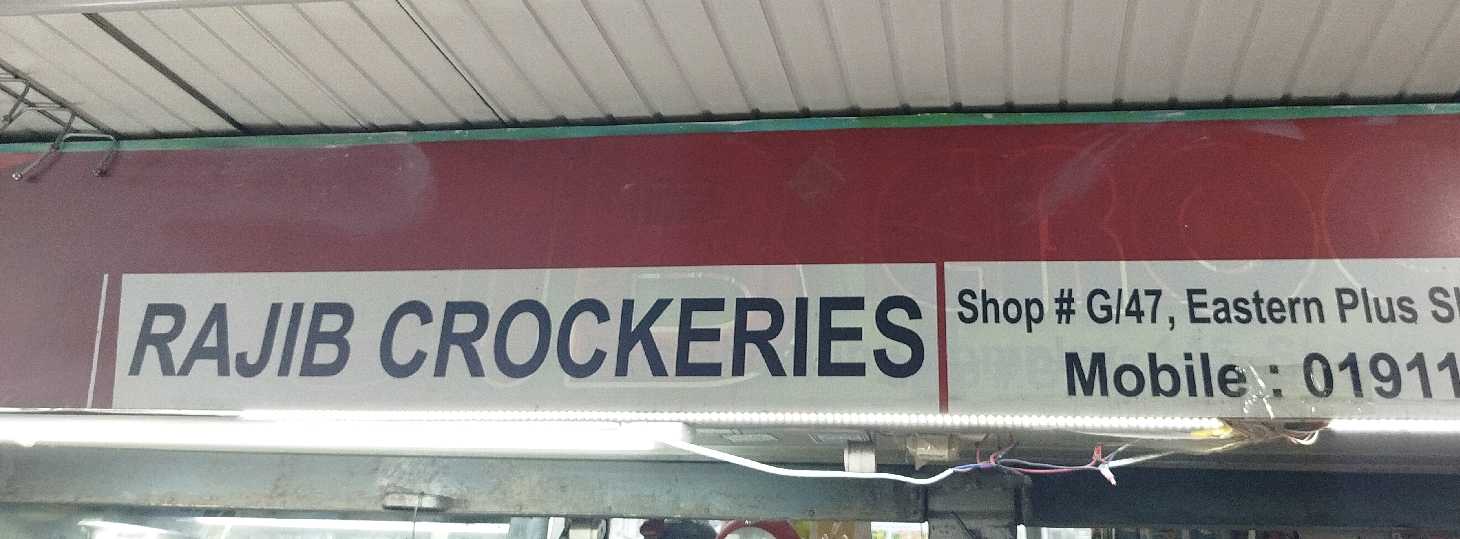 RAJIB CROCKERIES
Shop # G/47, Eastern Plus
Mobile : 01911